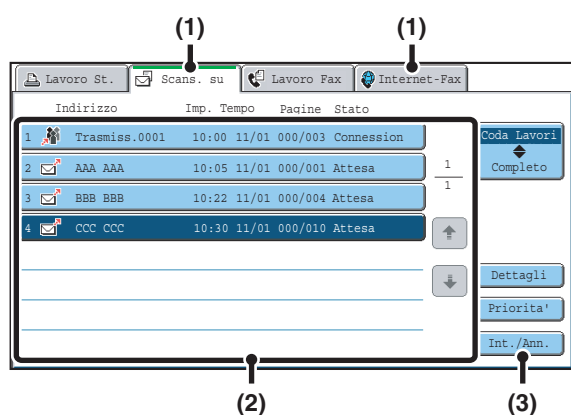 (1) (1)
Lavoro St. Scans. su Lavoro Fax Internet-Fax
Indirizzo Imp. Tempo Pagine Stato
1 Trasmiss.0001 10:00 11/01 000/003 Connession
2 AAA AAA 10:05 11/01 000/001 Attesa
3 BBB BBB 10:22 11/01 000/004 Attesa
4 CCC CCC 10:30 11/01 000/010 Attesa
1
1
Coda Lavori
Completo
Dettagli
Priorita'
Int./Ann.
(2) (3)